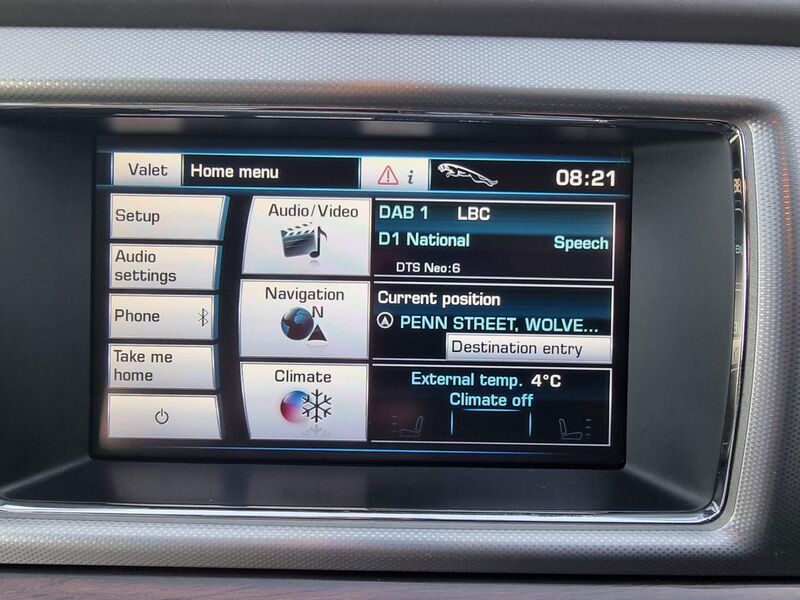 Valet
Home menu
i
08:21
Setup
Audio settings
Phone
Take me home
Audio/Video
Navigation
N
Climate
DAB 1 LBC
D1 National Speech
DTS Neo:6
Current position
PENN STREET, WOLVE...
Destination entry
External temp. 4°C
Climate off